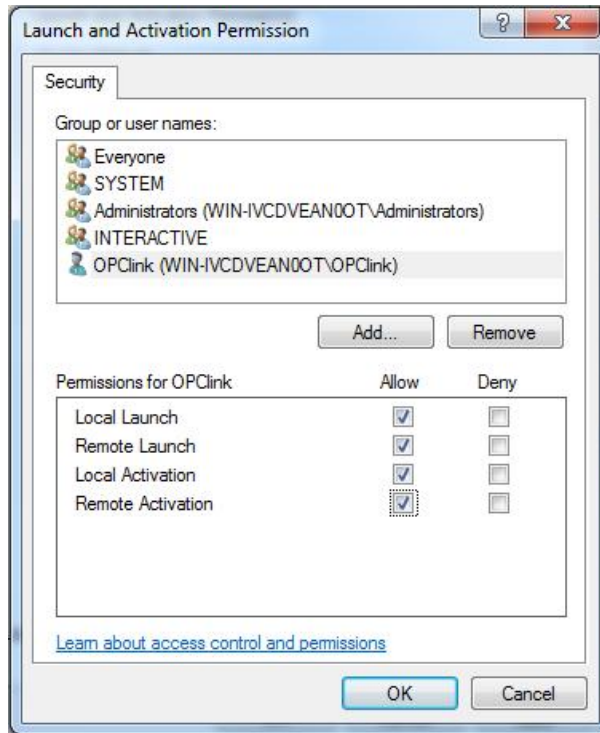 Launch and Activation Permission
Security
Group or user names:
Everyone
SYSTEM
Administrators (WIN-IVCDVEAN0OT\Administrators)
INTERACTIVE
OPClink (WIN-IVCDVEAN0OT\OPClink)
Add... Remove
Permissions for OPClink Allow Deny
Local Launch
Remote Launch
Local Activation
Remote Activation
Learn about access control and permissions
OK Cancel